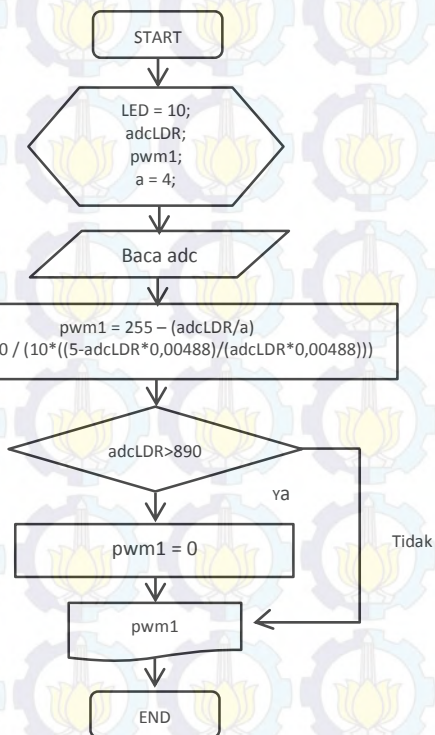 START
LED = 10;
adcLDR;
pwm1;
a = 4;
Baca adc
pwm1 = 255 – (adcLDR/a)
0 / (10*((5-adcLDR*0,00488)/(adcLDR*0,00488)))
adcLDR>890
Ya
Tidak
pwm1 = 0
pwm1
END